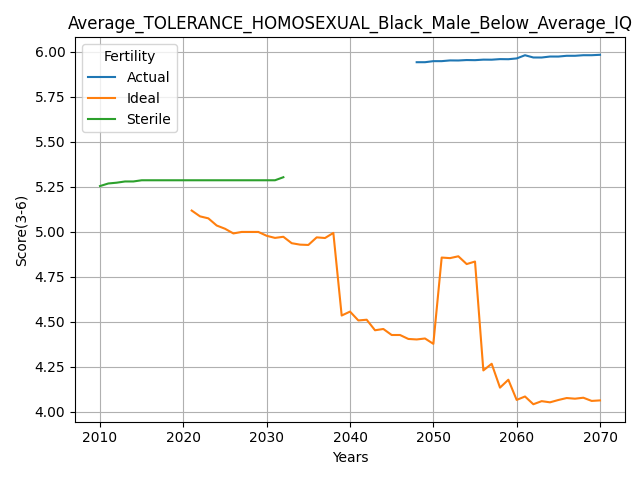 Average_TOLERANCE_HOMOSEXUAL_Black_Male_Below_Average_IQ
Fertility
Actual
Ideal
Sterile
Score(3-6)
6.00
5.75
5.50
5.25
5.00
4.75
4.50
4.25
4.00
2010 2020 2030 2040 2050 2060 2070
Years